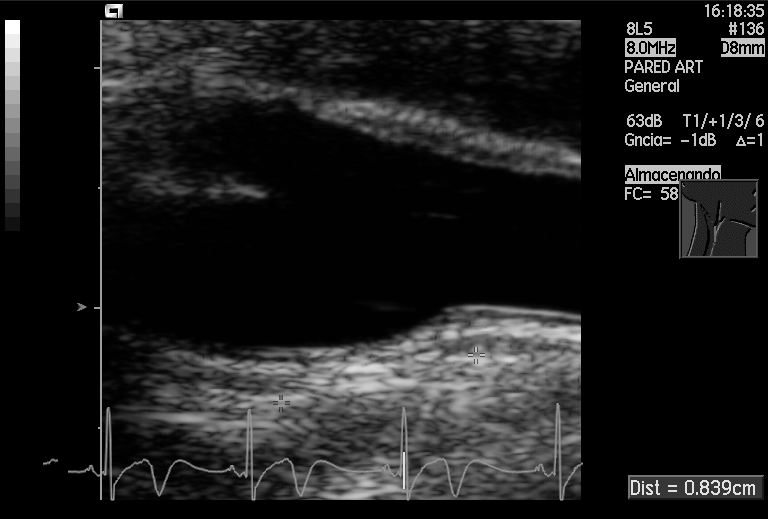 16:18:35
8L5 #136
8.0MHz D8mm
PARED ART
General
63dB T1/+1/3/ 6
Gncia= -1dB Δ=1
Almacenando
FC= 58
Dist = 0.839cm